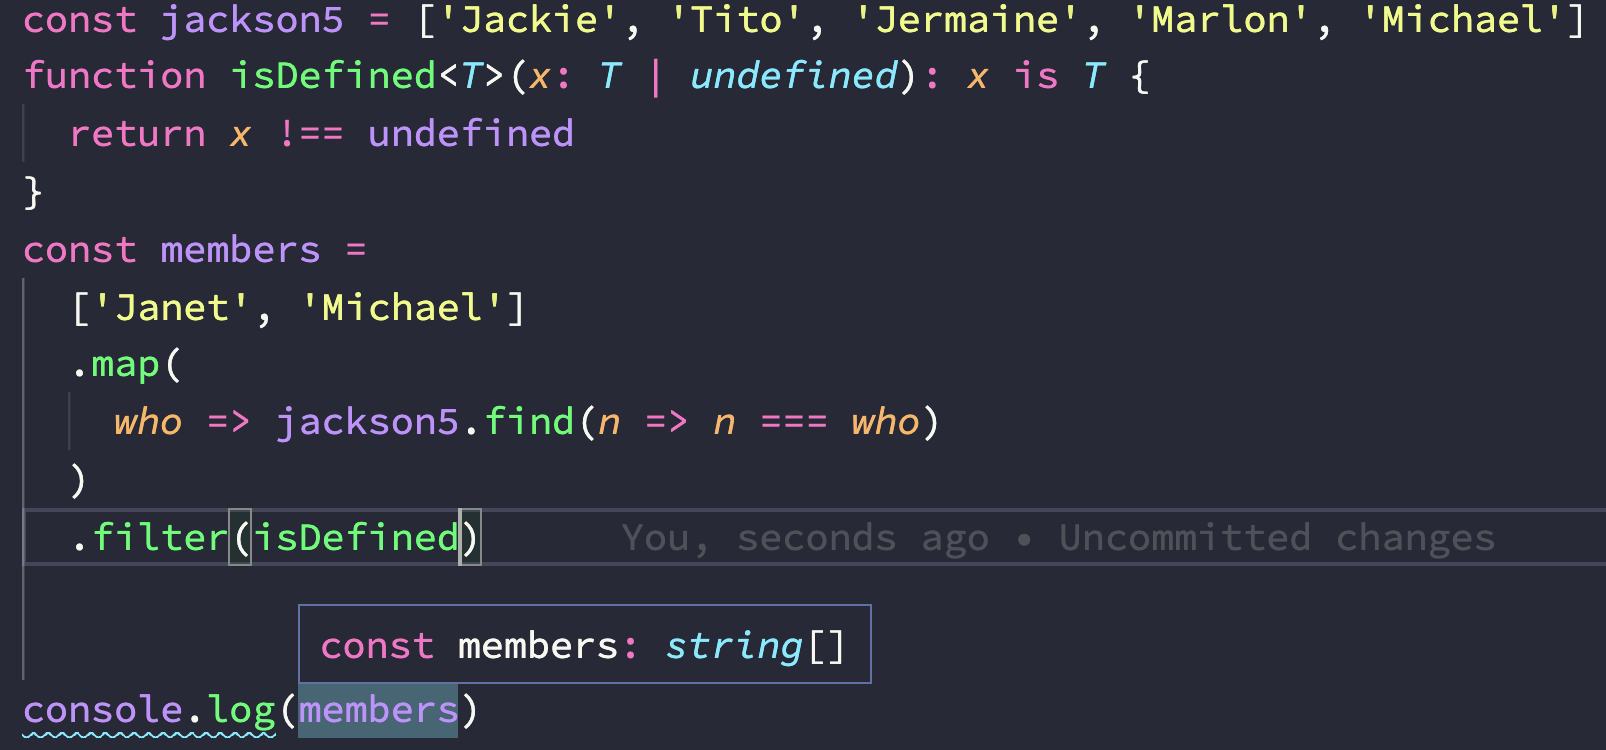 const jackson5 = ['Jackie', 'Tito', 'Jermaine', 'Marlon', 'Michael']
function isDefined<T>(x: T | undefined): x is T {
  return x !== undefined
}
const members =
  ['Janet', 'Michael']
  .map(
    who => jackson5.find(n => n === who)
  )
  .filter(isDefined) You, seconds ago • Uncommitted changes
const members: string[]
console.log(members)